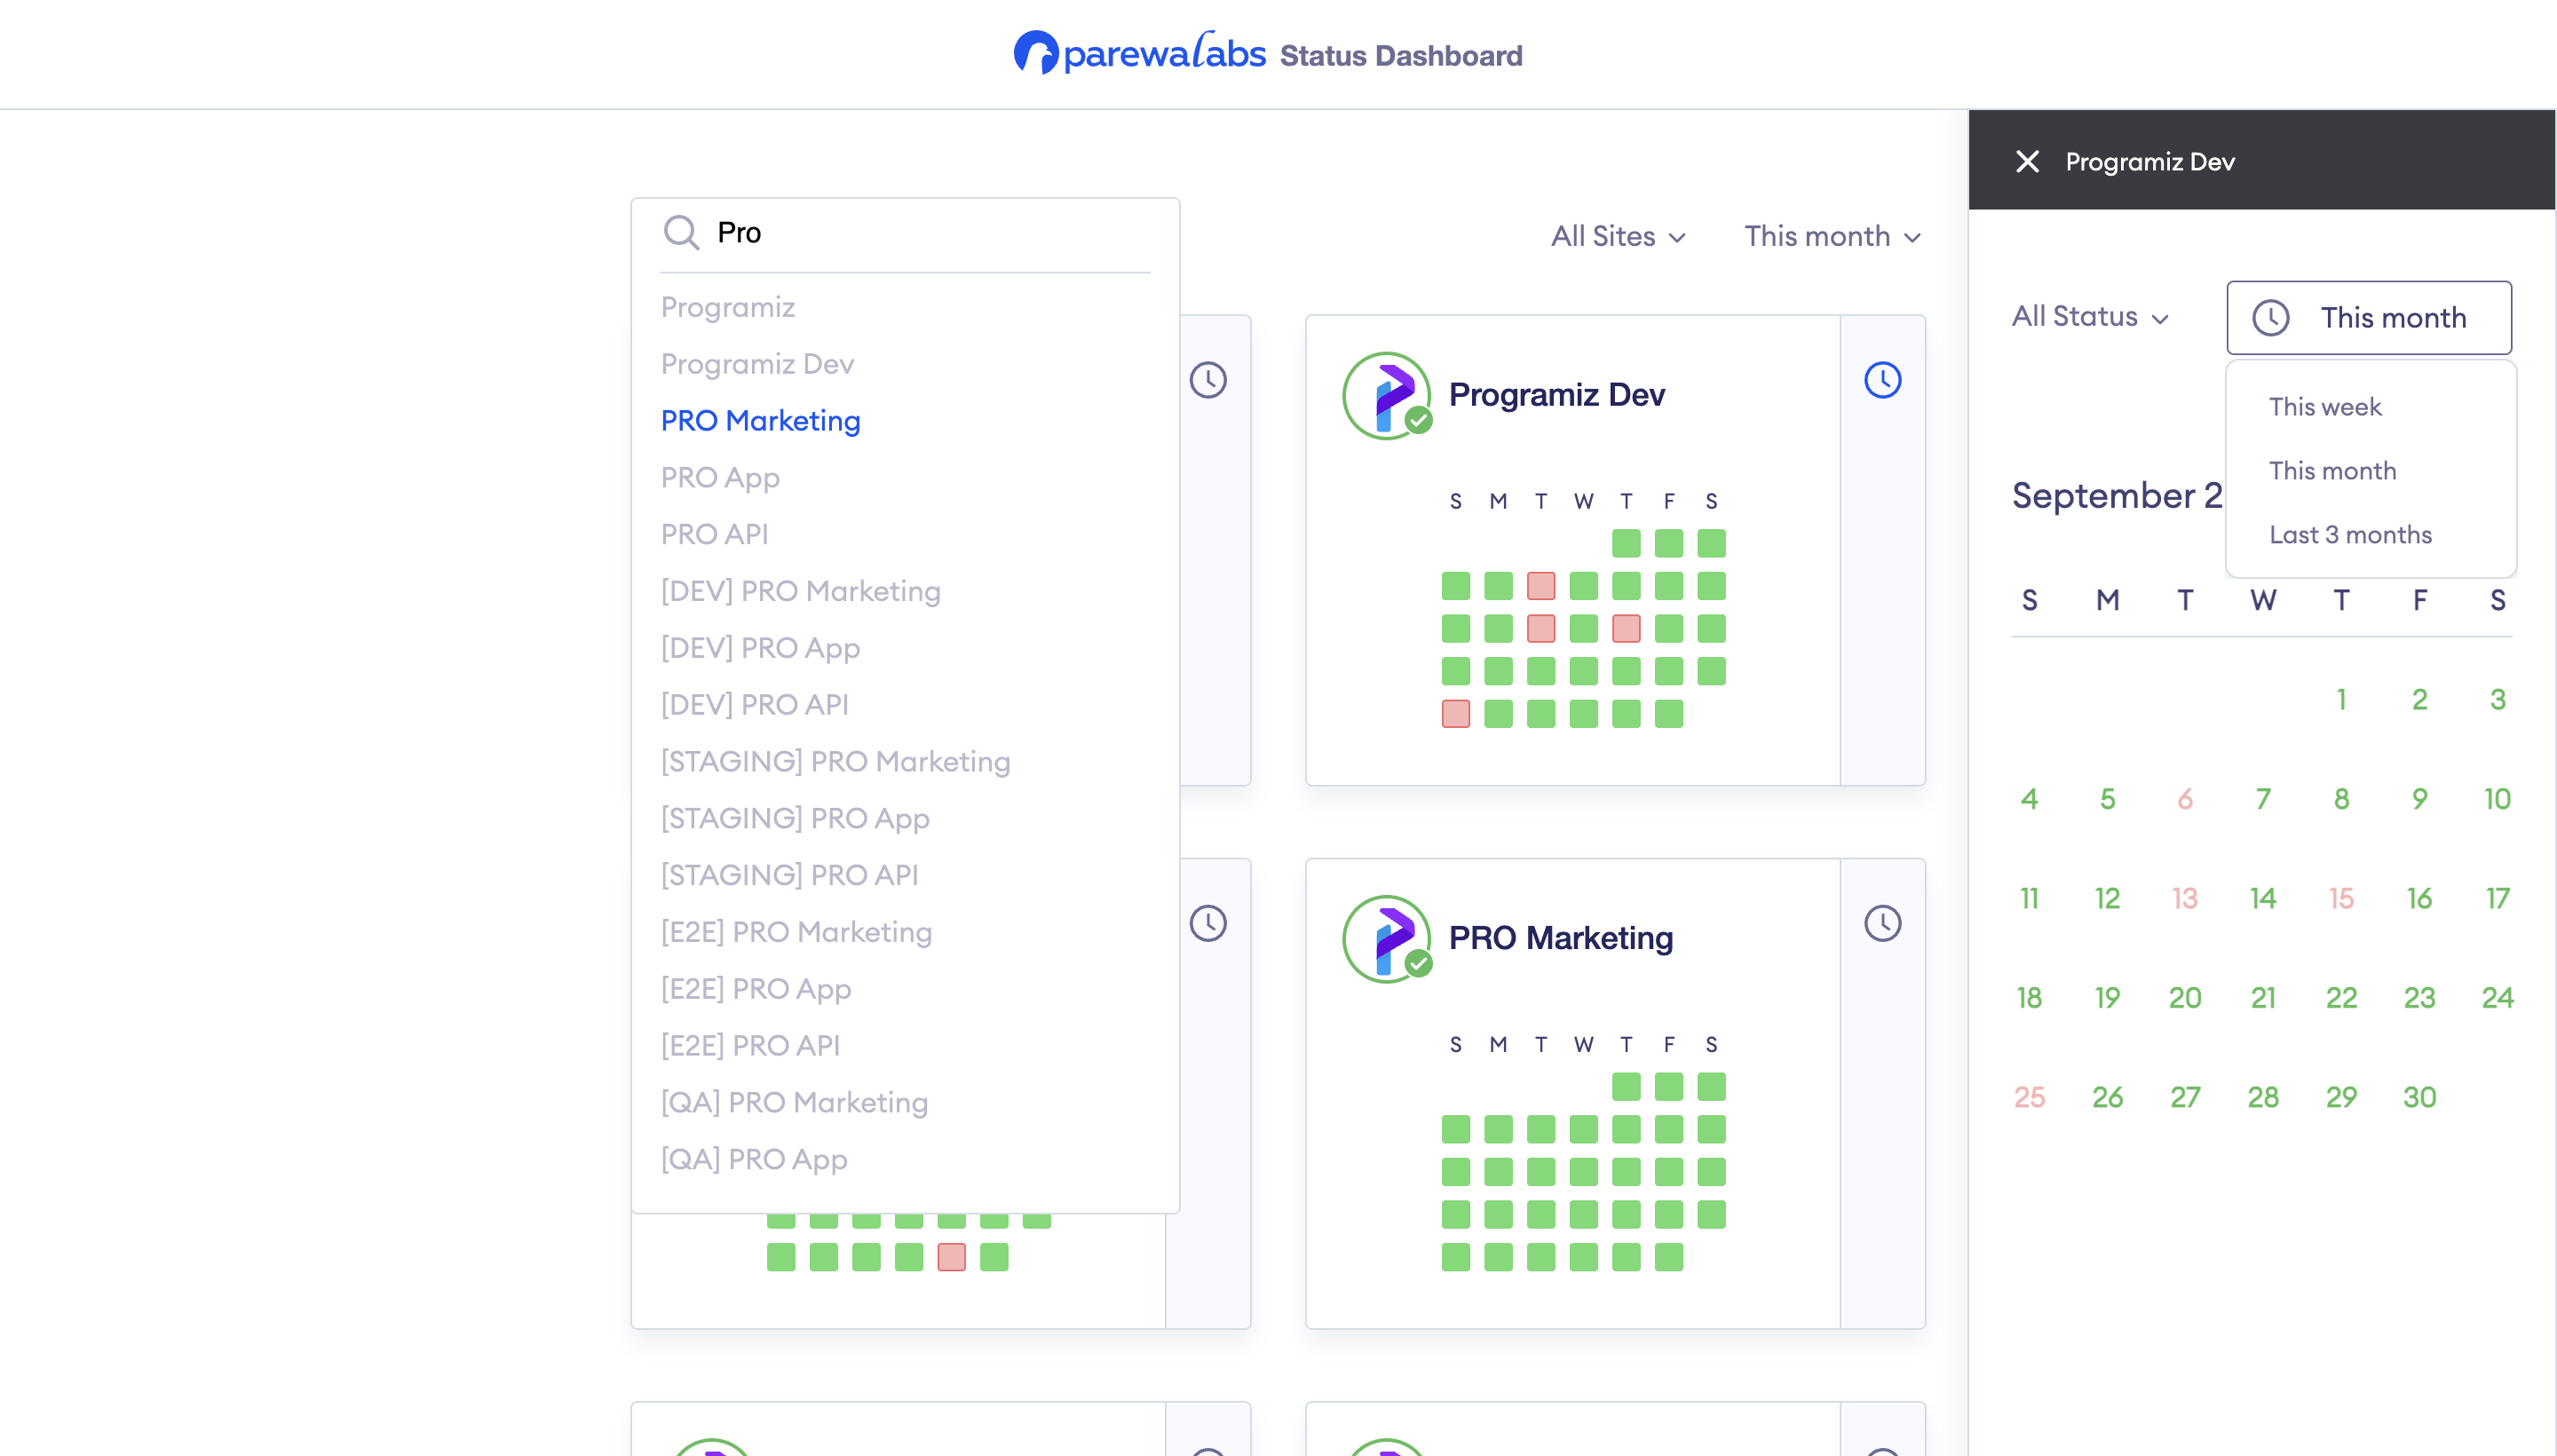 parewalabs Status Dashboard
Pro
Programiz
Programiz Dev
PRO Marketing
PRO App
PRO API
[DEV] PRO Marketing
[DEV] PRO App
[DEV] PRO API
[STAGING] PRO Marketing
[STAGING] PRO App
[STAGING] PRO API
[E2E] PRO Marketing
[E2E] PRO App
[E2E] PRO API
[QA] PRO Marketing
[QA] PRO App
All Sites This month
Programiz Dev
S M T W T F S
PRO Marketing
S M T W T F S
Programiz Dev
All Status This month
This week
This month
Last 3 months
September 2
S M T W T F S
1 2 3
4 5 6 7 8 9 10
11 12 13 14 15 16 17
18 19 20 21 22 23 24
25 26 27 28 29 30